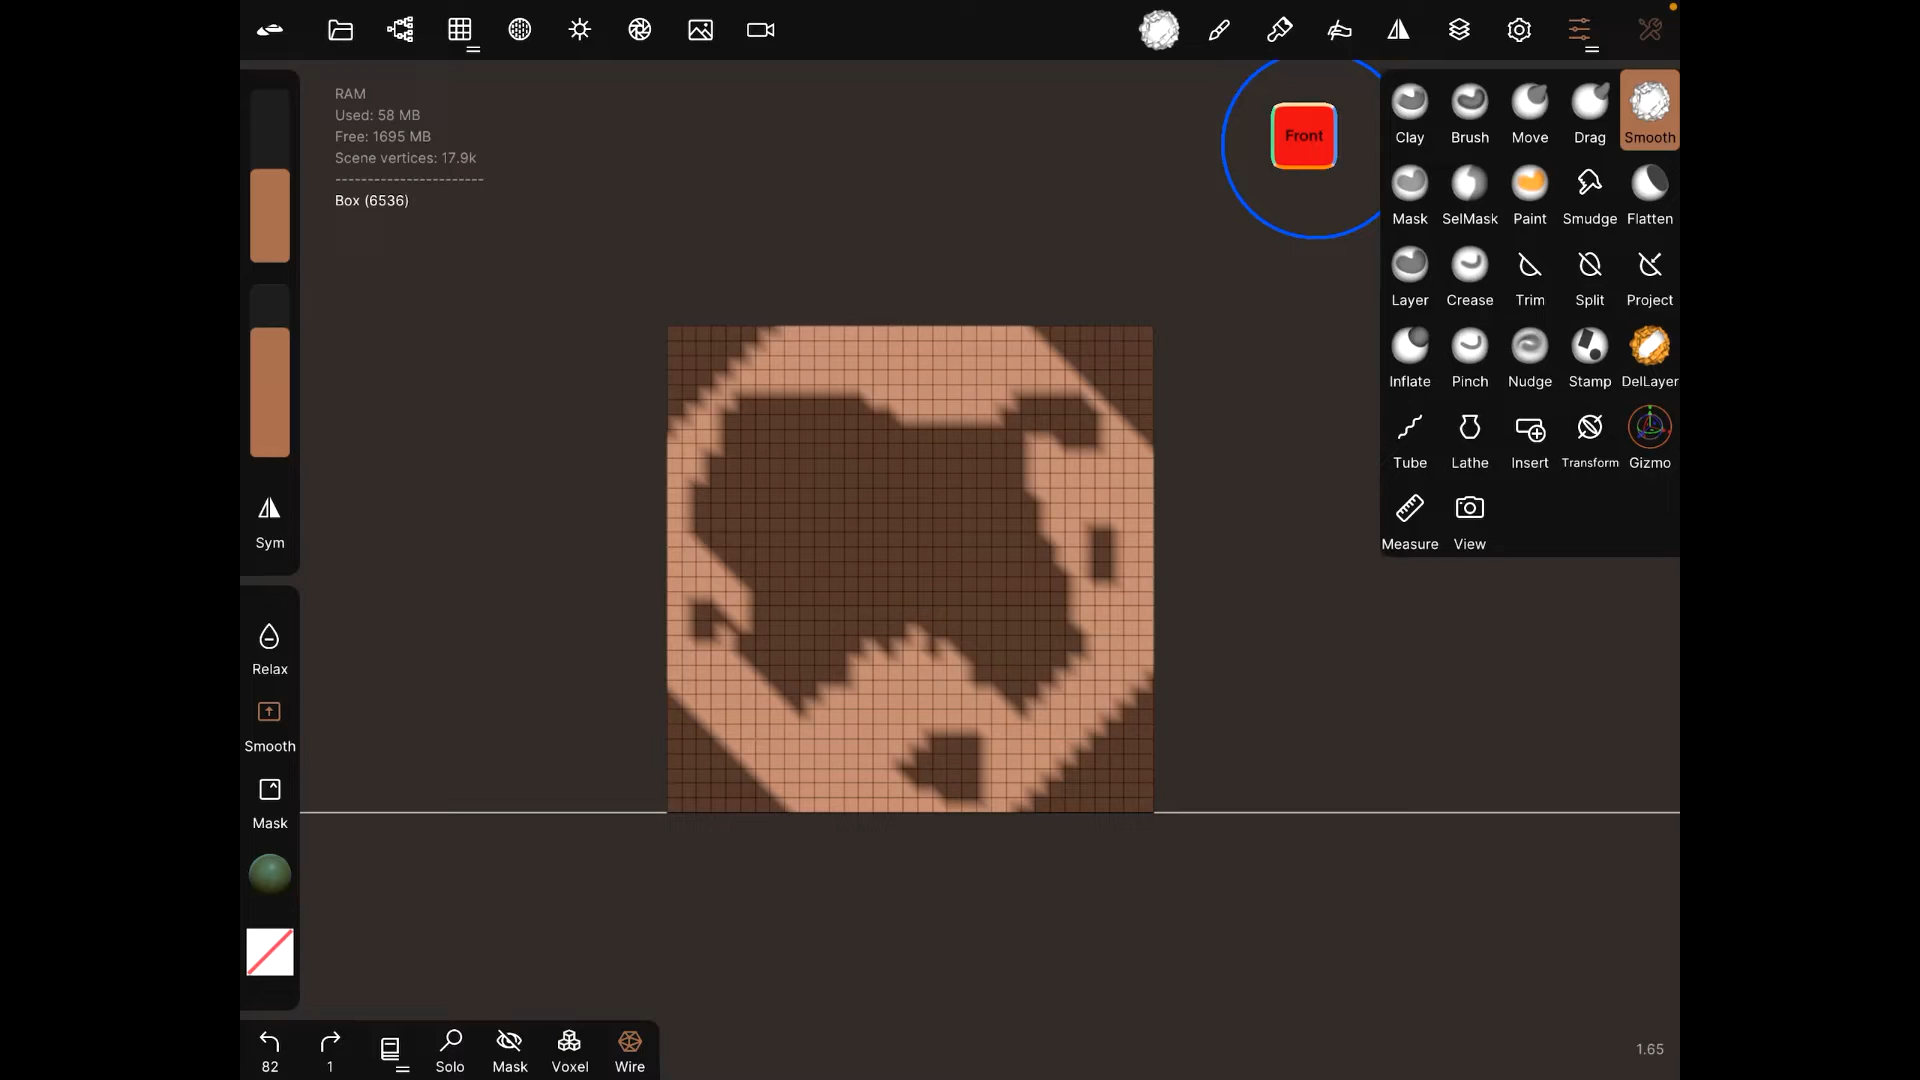 RAM
Used: 58 MB
Free: 1695 MB
Scene vertices: 17.9k
-----------------------
Box (6536)
Front
Clay Brush Move Drag Smooth
Mask SelMask Paint Smudge Flatten
Layer Crease Trim Split Project
Inflate Pinch Nudge Stamp DelLayer
Tube Lathe Insert Transform Gizmo
Measure View
Sym
Relax
Smooth
Mask
82 1 Solo Mask Voxel Wire
1.65